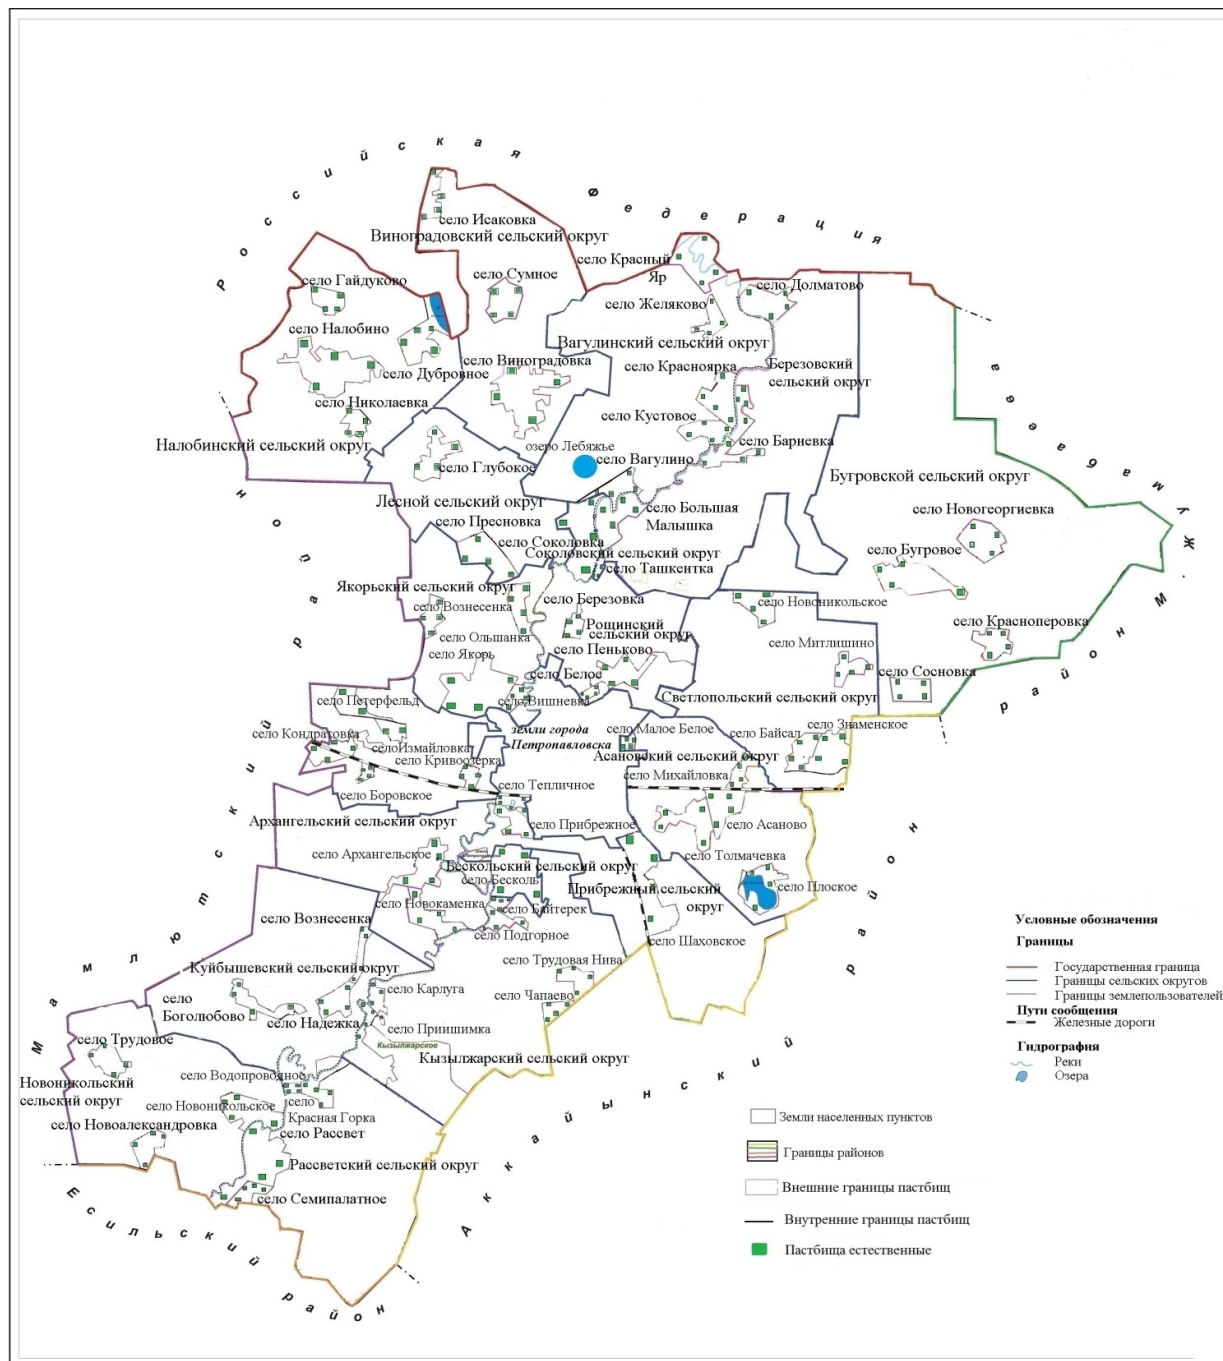 Российская Федерация
село Исаковка
Виноградовский сельский округ
село Красный
Яр
село Гайдуково
село Сумное
село Долматово
село Желяково
село Налобино
Вагулинский сельский округ
село Виноградовка
село Красноярка
Березовский
сельский округ
село Дубровное
село Николаевка
село Кустовое
Налобинский сельский округ
озеро Лебяжье
село Барневка
село Глубокое
село Вагулино
Бугровской сельский округ
Лесной сельский округ
село Большая
Малышка
село Новогеоргиевка
село Пресновка
село Соколовка
Соколовский сельский округ
село Бугровое
село Ташкентка
Якорьский сельский округ
село Вознесенка
село Березовка
село Новоникольское
село Красноперовка
Рощинский
сельский округ
село Ольшанка
село Митлишино
село Якорь
село Пеньково
село Белое
село Сосновка
Светлопольский сельский округ
село Петерфельд
село Вишневка
село Кондратовка
земли города
Петропавловска
село Малое Белое
село Байсал
село Знаменское
селоИзмайловка
село Кривоозерка
Асановский сельский округ
село Михайловка
село Боровское
село Тепличное
Архангельский сельский округ
село Прибрежное
село Асаново
село Архангельское
Бескольский сельский округ
село Толмачевка
село Бесколь
Прибрежный сельский
округ
село Плоское
село Новокаменка
село Байтерек
село Вознесенка
село Подгорное
село Шаховское
Куйбышевский сельский округ
село Трудовая Нива
село
Боголюбово
село Надежка
село Карлуга
село Чапаево
село Приишимка
село Трудовое
Кызылжарское
Кызылжарский сельский округ
Новоникольский
сельский округ
село Водопроводное
село Новоникольское
село
Красная Горка
село Новоалександровка
село Рассвет
Рассветский сельский округ
село Семипалатное
Мамлютский район
Есильский район
Аккайынский район
район М. Жумабаева
Условные обозначения
Границы
Государственная граница
Границы сельских округов
Границы землепользователей
Пути сообщения
Железные дороги
Гидрография
Реки
Озера
Земли населенных пунктов
Границы районов
Внешние границы пастбищ
Внутренние границы пастбищ
Пастбища естественные